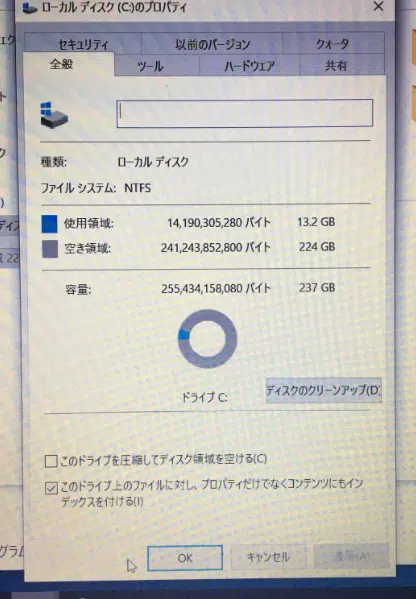 ローカル ディスク (C:)のプロパティ
セキュリティ 以前のバージョン クォータ
全般 ツール ハードウェア 共有
種類: ローカル ディスク
ファイル システム: NTFS
使用領域: 14,190,305,280 バイト 13.2 GB
空き領域: 241,243,852,800 バイト 224 GB
容量: 255,434,158,080 バイト 237 GB
ドライブ C: ディスクのクリーンアップ(D)
このドライブを圧縮してディスク領域を空ける(C)
このドライブ上のファイルに対し、プロパティだけでなくコンテンツにもイン
デックスを付ける(I)
OK キャンセル 適用(A)